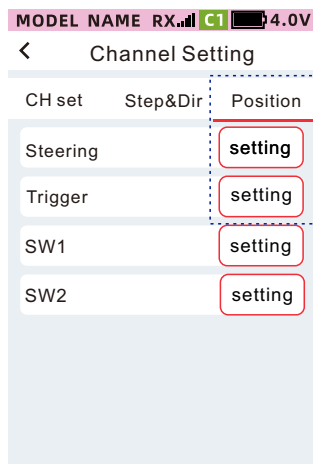 MODEL NAME RX C1 4.0V
Channel Setting
CH set Step&Dir Position
Steering setting
Trigger setting
SW1 setting
SW2 setting